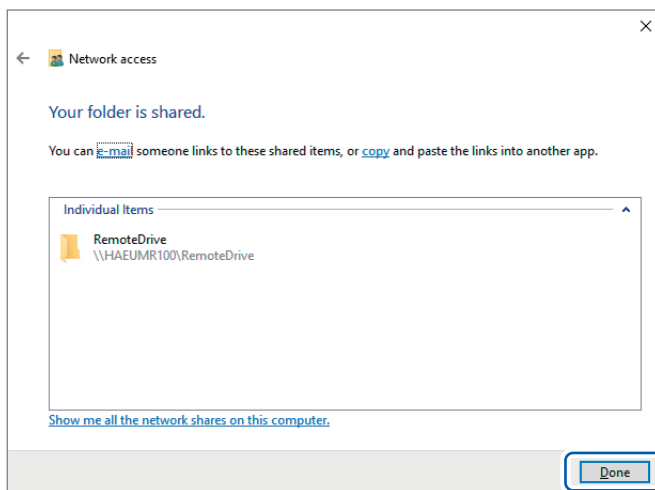 Network access
Your folder is shared.
You can e-mail someone links to these shared items, or copy and paste the links into another app.
Individual Items
RemoteDrive
\\HAEUMR100\RemoteDrive
Show me all the network shares on this computer.
Done